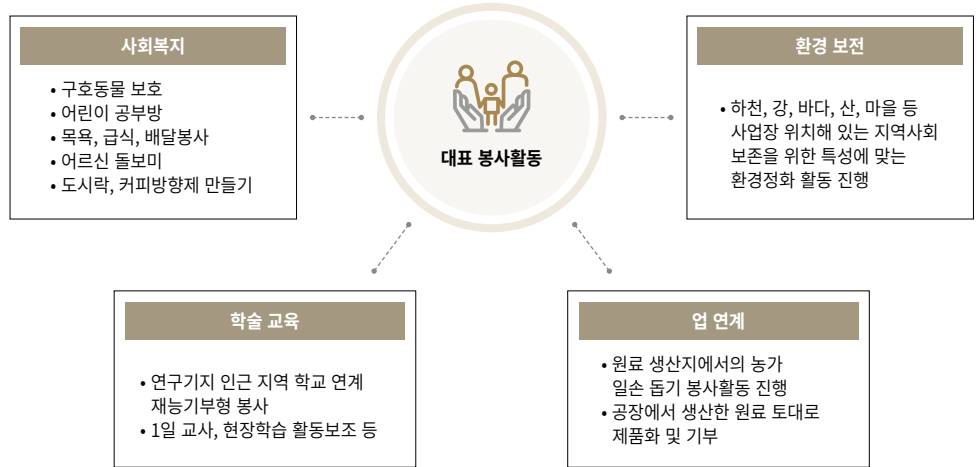 사회복지
• 구호동물 보호
• 어린이 공부방
• 목욕, 급식, 배달봉사
• 어르신 돌보미
• 도시락, 커피방향제 만들기
대표 봉사활동
환경 보전
• 하천, 강, 바다, 산, 마을 등
사업장 위치해 있는 지역사회
보존을 위한 특성에 맞는
환경정화 활동 진행
학술 교육
• 연구기지 인근 지역 학교 연계
재능기부형 봉사
• 1일 교사, 현장학습 활동보조 등
업 연계
• 원료 생산지에서의 농가
일손 돕기 봉사활동 진행
• 공장에서 생산한 원료 토대로
제품화 및 기부